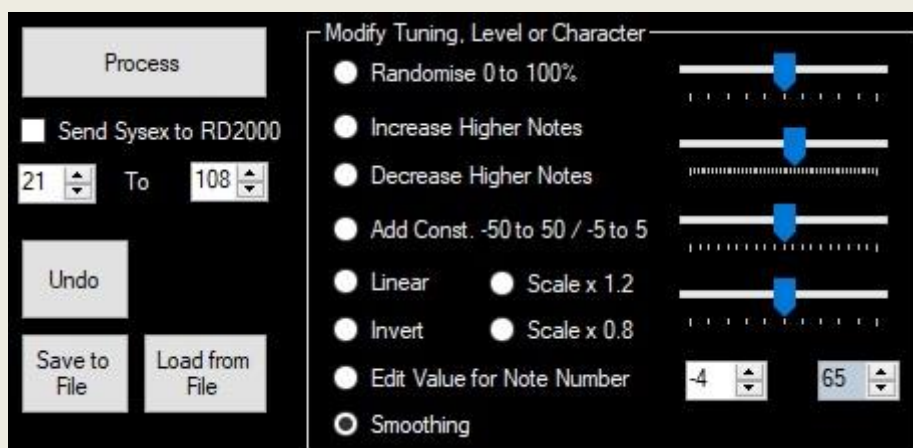 Process
Send Sysex to RD2000
21 To 108
Undo
Save to
File
Load from
File
Modify Tuning, Level or Character
Randomise 0 to 100%
Increase Higher Notes
Decrease Higher Notes
Add Const. -50 to 50 / -5 to 5
Linear Scale x 1.2
Invert Scale x 0.8
Edit Value for Note Number -4 65
Smoothing